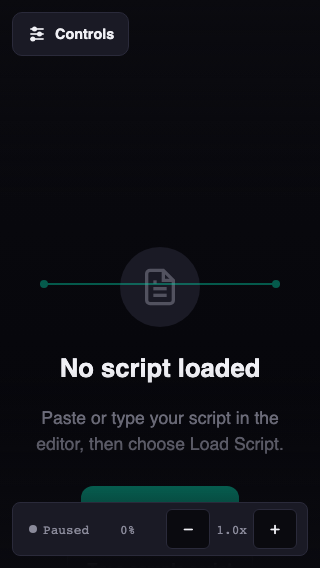 Controls
No script loaded
Paste or type your script in the
editor, then choose Load Script.
Paused 0% − 1.0x +